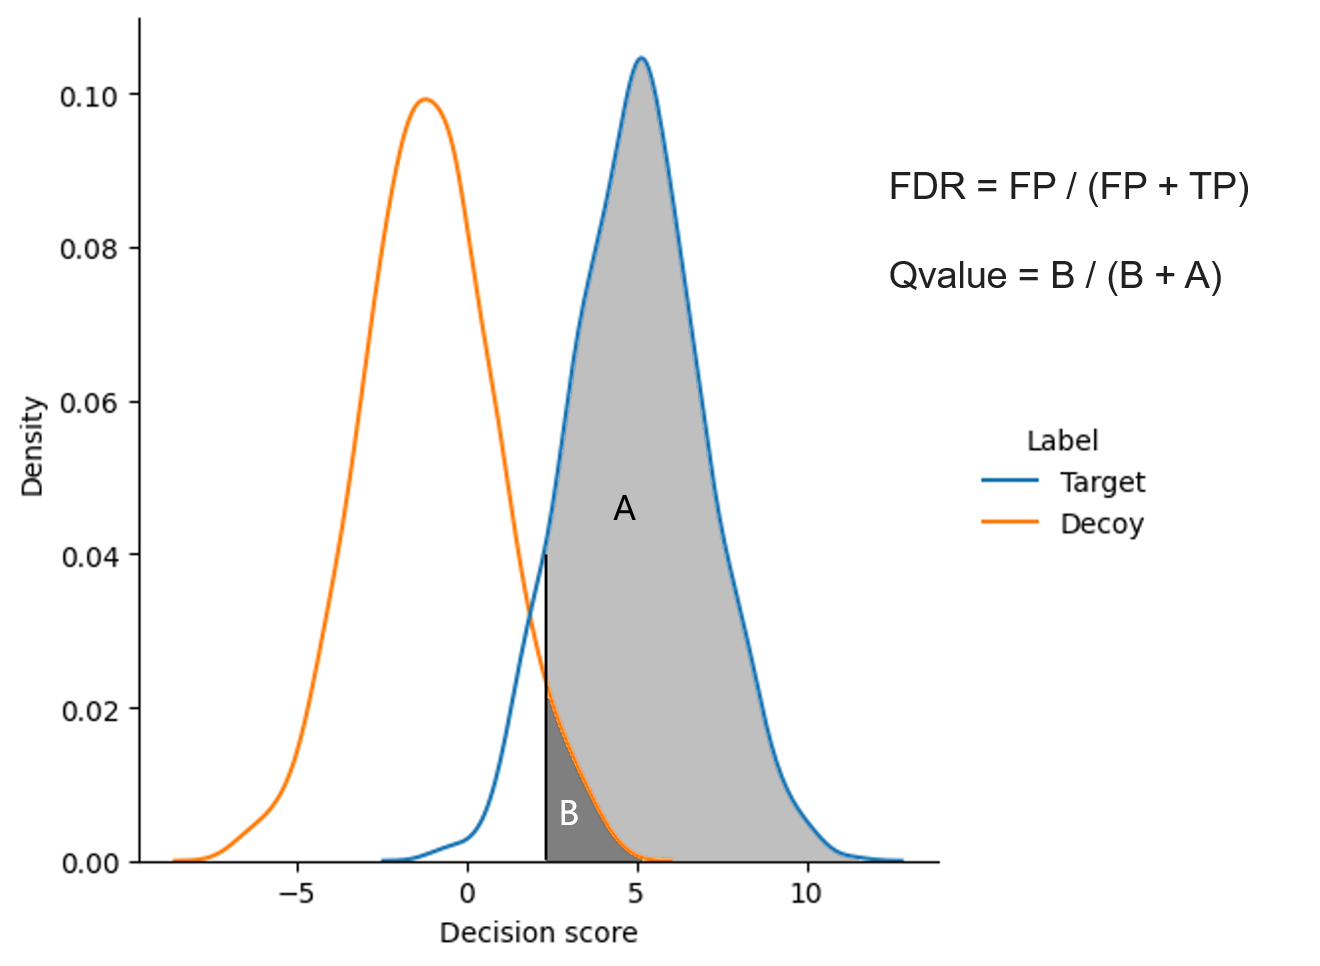 0.10
0.08
0.06
0.04
0.02
0.00
Density
−5 0 5 10
Decision score
A
B
FDR = FP / (FP + TP)
Qvalue = B / (B + A)
Label
Target
Decoy